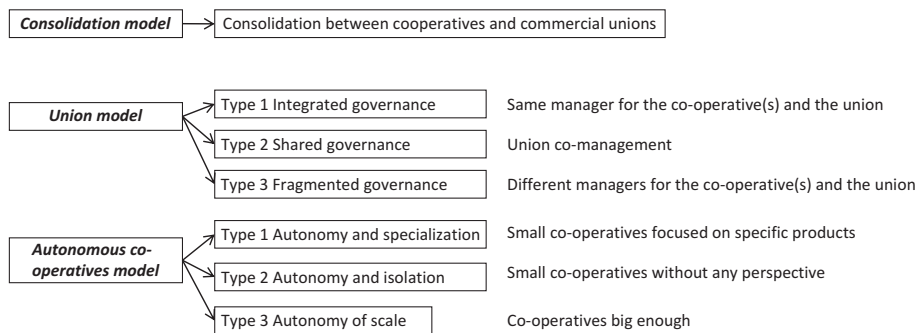 Consolidation model
Consolidation between cooperatives and commercial unions
Union model
Type 1 Integrated governance
Same manager for the co-operative(s) and the union
Type 2 Shared governance
Union co-management
Type 3 Fragmented governance
Different managers for the co-operative(s) and the union
Autonomous co-
operatives model
Type 1 Autonomy and specialization
Small co-operatives focused on specific products
Type 2 Autonomy and isolation
Small co-operatives without any perspective
Type 3 Autonomy of scale
Co-operatives big enough